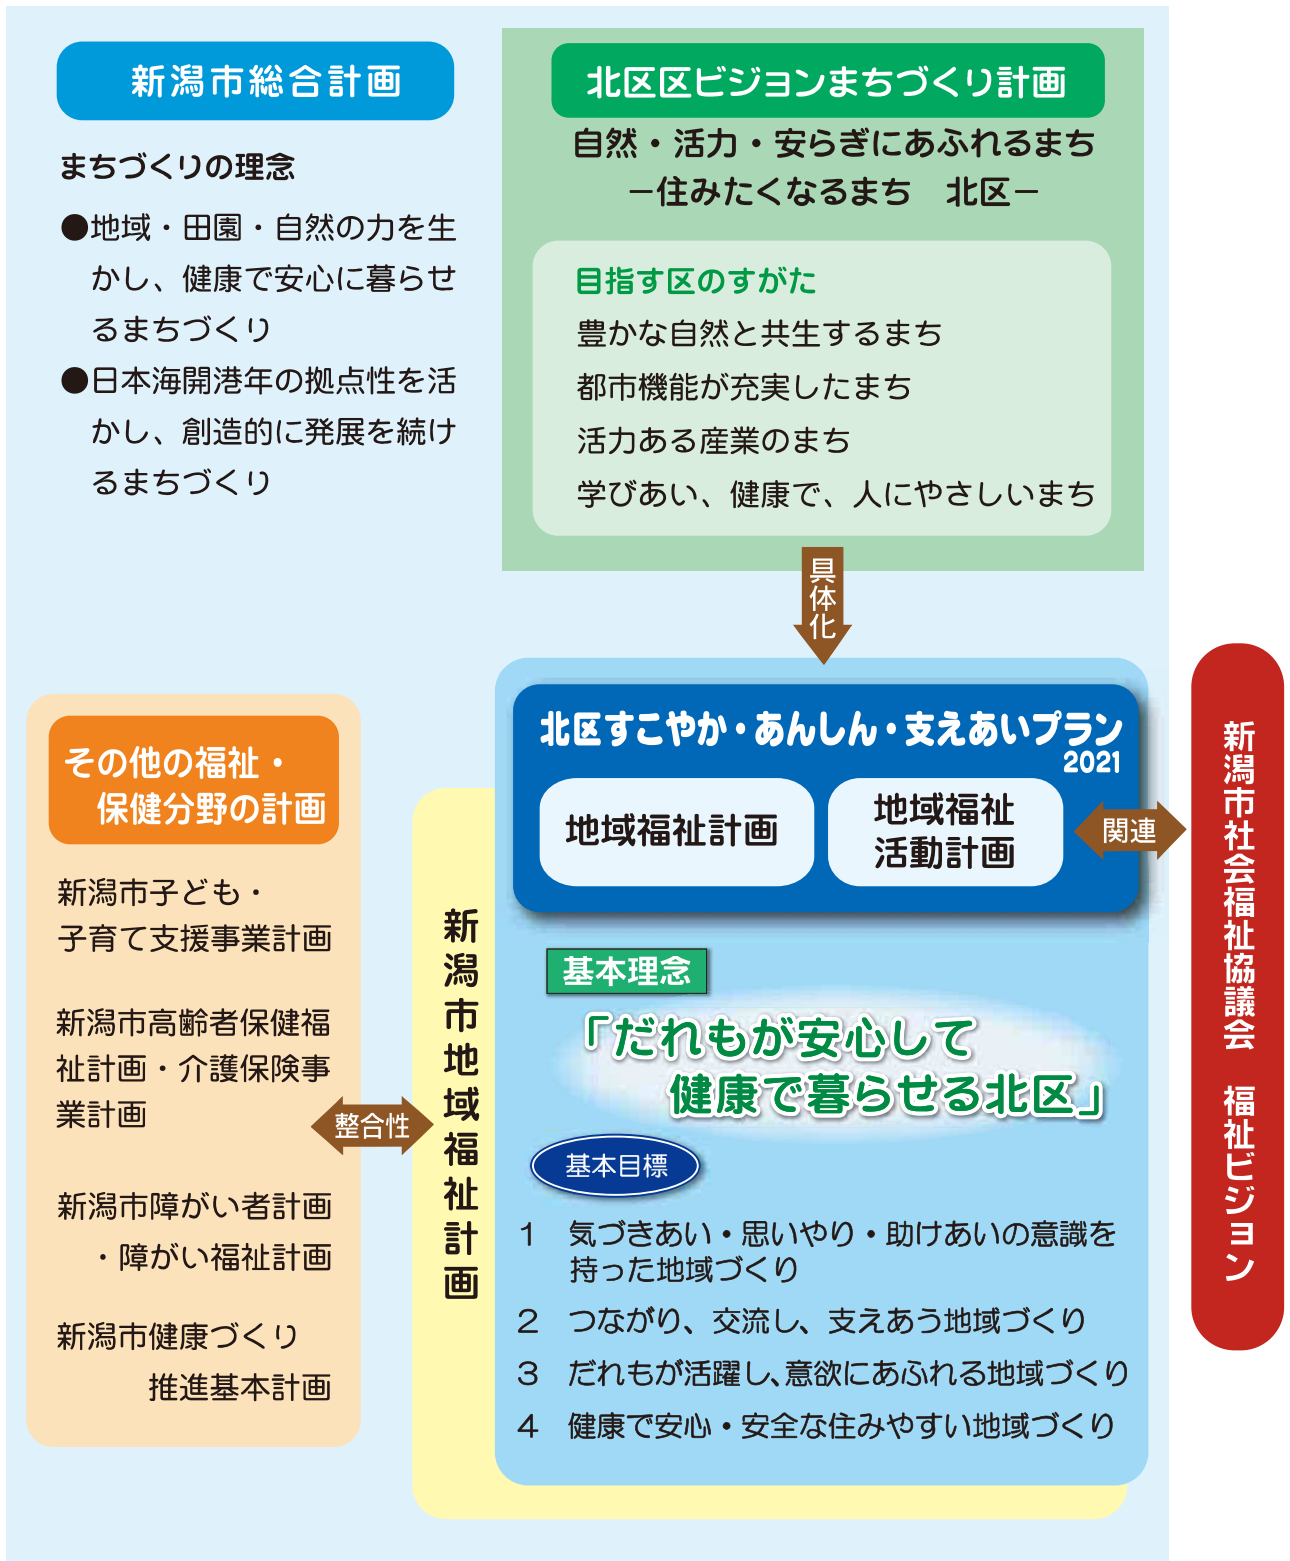 新潟市総合計画
まちづくりの理念
●地域・田園・自然の力を生
かし、健康で安心に暮らせ
るまちづくり
●日本海開港年の拠点性を活
かし、創造的に発展を続け
るまちづくり
北区区ビジョンまちづくり計画
自然・活力・安らぎにあふれるまち
－住みたくなるまち　北区－
目指す区のすがた
豊かな自然と共生するまち
都市機能が充実したまち
活力ある産業のまち
学びあい、健康で、人にやさしいまち
具体化
北区すこやか・あんしん・支えあいプラン
2021
地域福祉計画
地域福祉
活動計画
関連
新潟市社会福祉協議会　福祉ビジョン
その他の福祉・
保健分野の計画
新潟市子ども・
子育て支援事業計画
新潟市高齢者保健福
祉計画・介護保険事
業計画
新潟市障がい者計画
・障がい福祉計画
新潟市健康づくり
推進基本計画
整合性
新潟市地域福祉計画
基本理念
「だれもが安心して
健康で暮らせる北区」
基本目標
1　気づきあい・思いやり・助けあいの意識を
持った地域づくり
2　つながり、交流し、支えあう地域づくり
3　だれもが活躍し、意欲にあふれる地域づくり
4　健康で安心・安全な住みやすい地域づくり